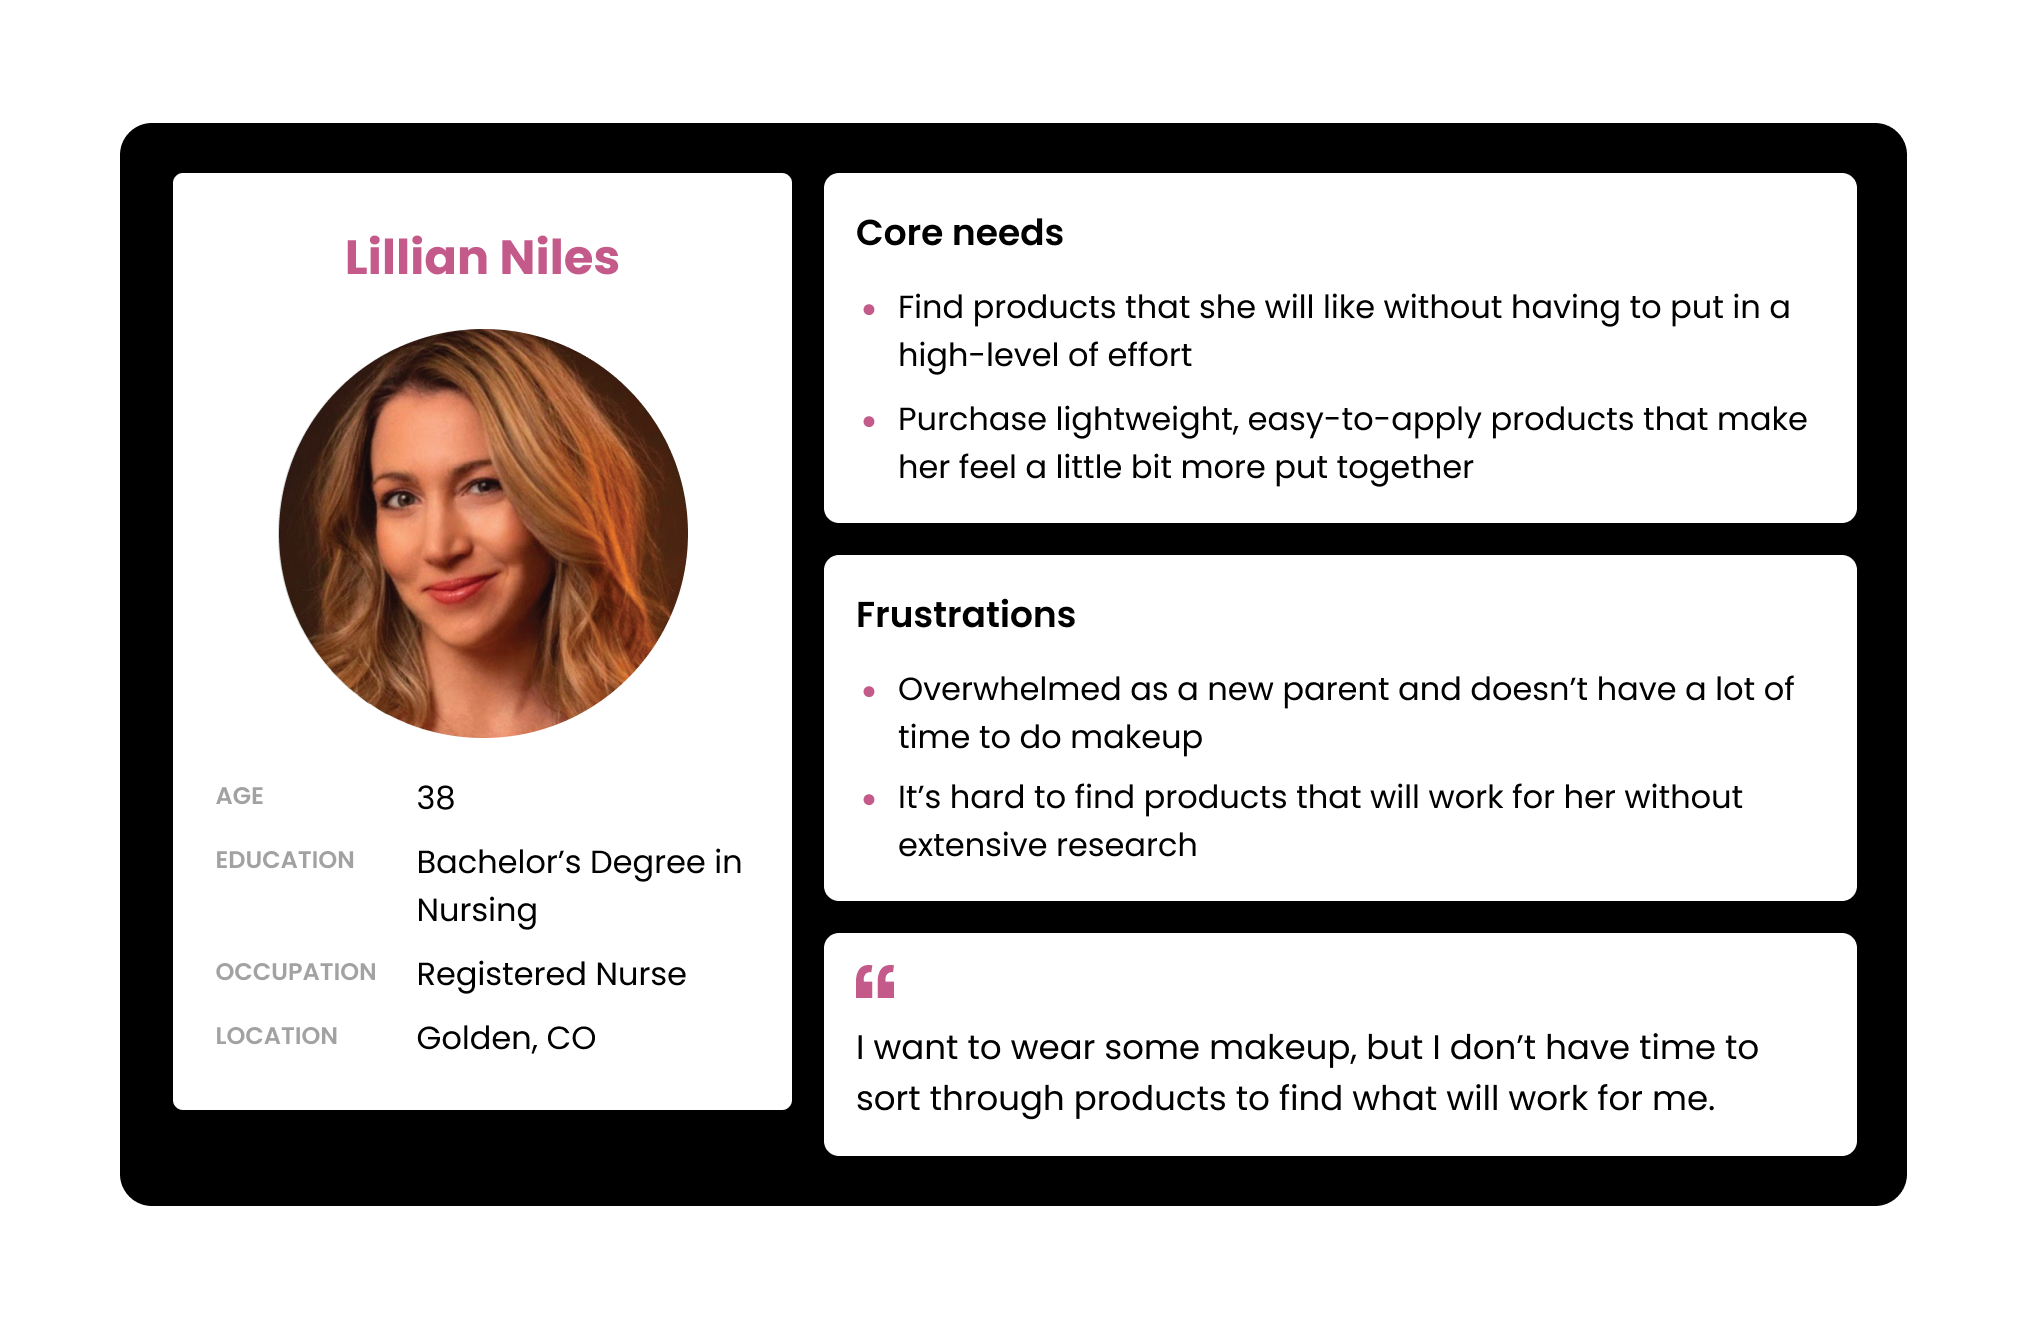 Lillian Niles
AGE 38
EDUCATION Bachelor’s Degree in
Nursing
OCCUPATION Registered Nurse
LOCATION Golden, CO
Core needs
• Find products that she will like without having to put in a
high-level of effort
• Purchase lightweight, easy-to-apply products that make
her feel a little bit more put together
Frustrations
• Overwhelmed as a new parent and doesn’t have a lot of
time to do makeup
• It’s hard to find products that will work for her without
extensive research
“
I want to wear some makeup, but I don’t have time to
sort through products to find what will work for me.